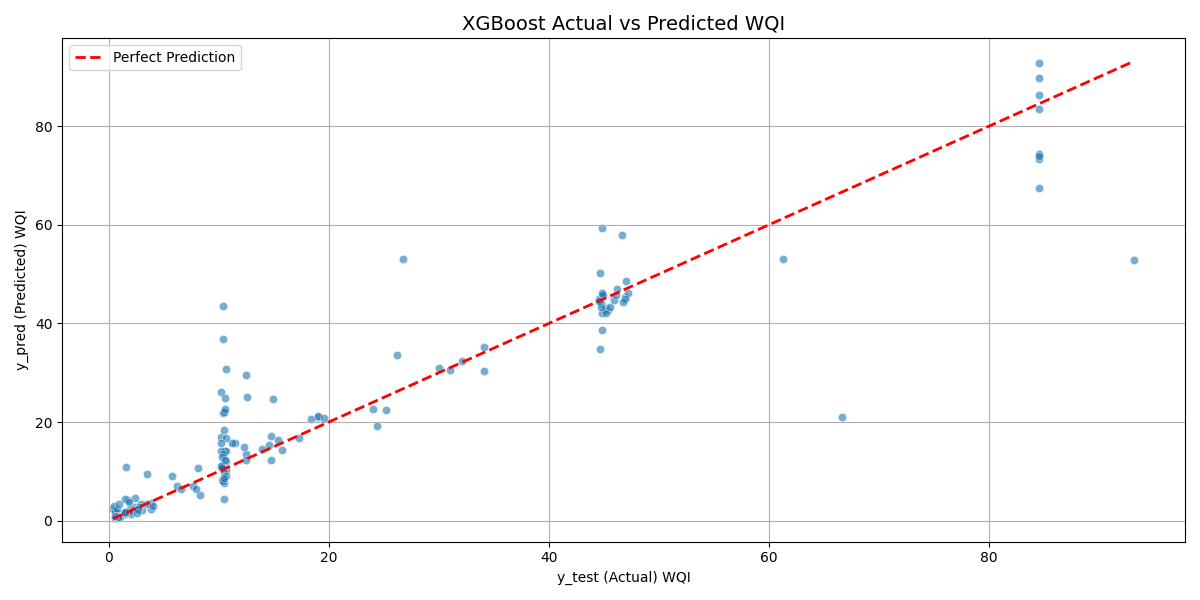 XGBoost Actual vs Predicted WQI
Perfect Prediction
y_pred (Predicted) WQI
80
60
40
20
0
0 20 40 60 80
y_test (Actual) WQI